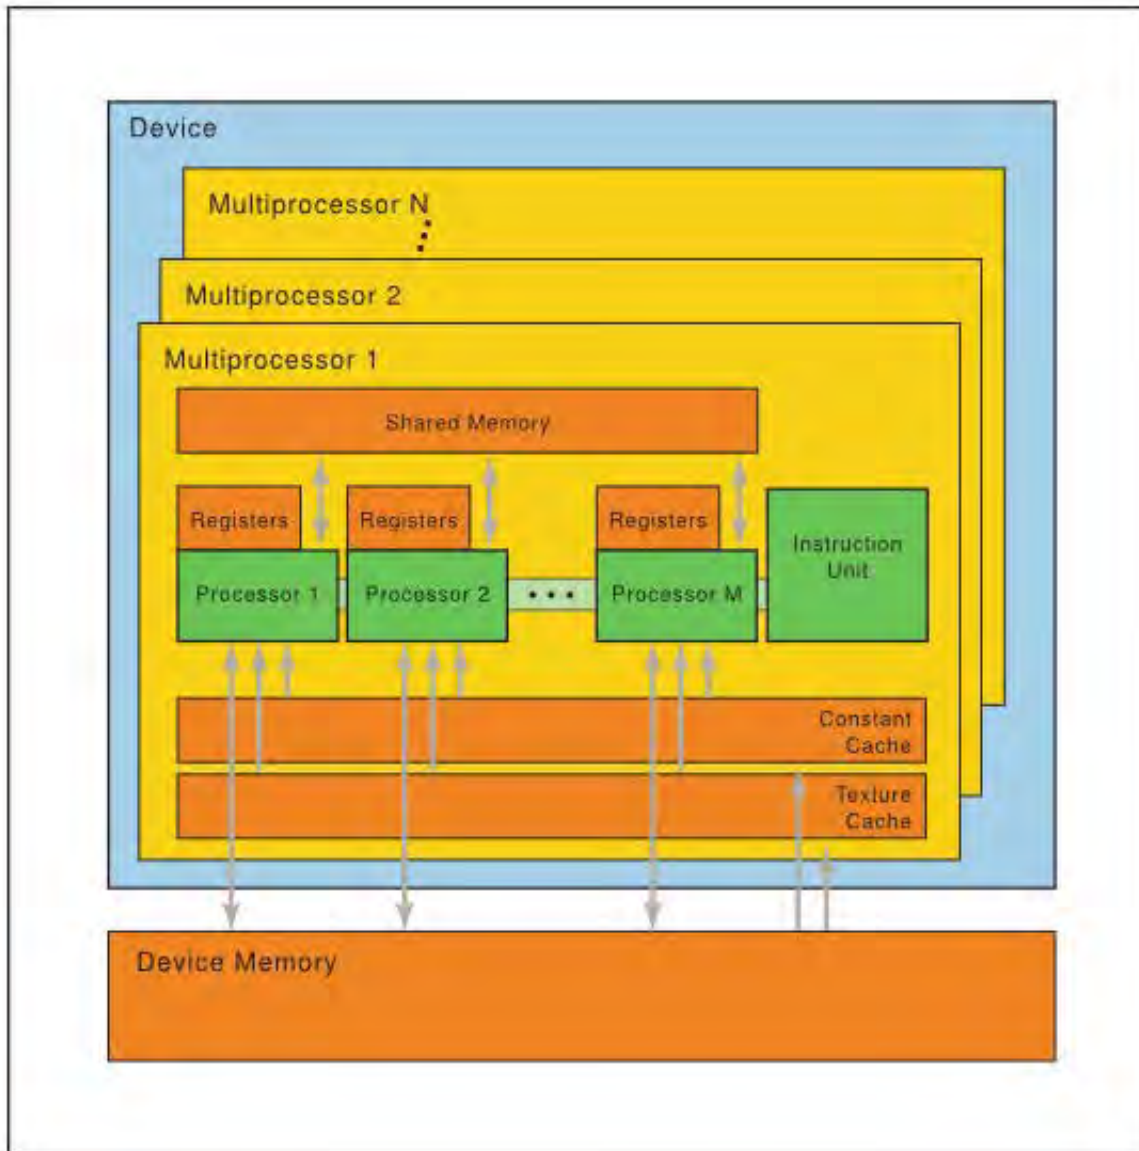 Device
Multiprocessor N
Multiprocessor 2
Multiprocessor 1
Shared Memory
Registers
Registers
Registers
Instruction
Unit
Processor 1
Processor 2
Processor M
Constant
Cache
Texture
Cache
Device Memory